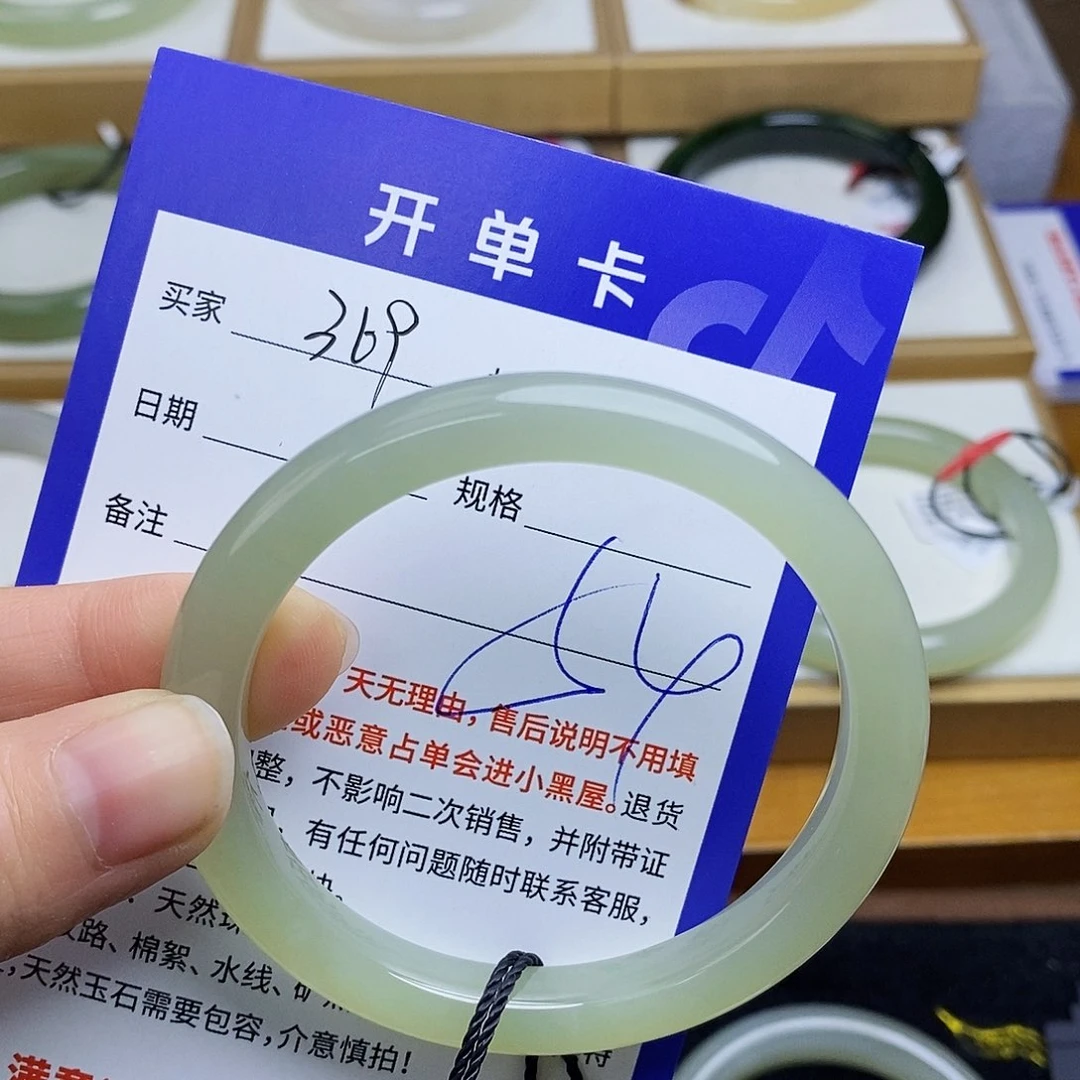 开单卡
买家 369
日期
规格
备注
天无理由，售后说明不用填
或恶意占单会进小黑屋。退货
整，不影响二次销售，并附带证
有任何问题随时联系客服，
天然
路、棉絮、水线、矿
，天然玉石需要包容，介意慎拍！
满意